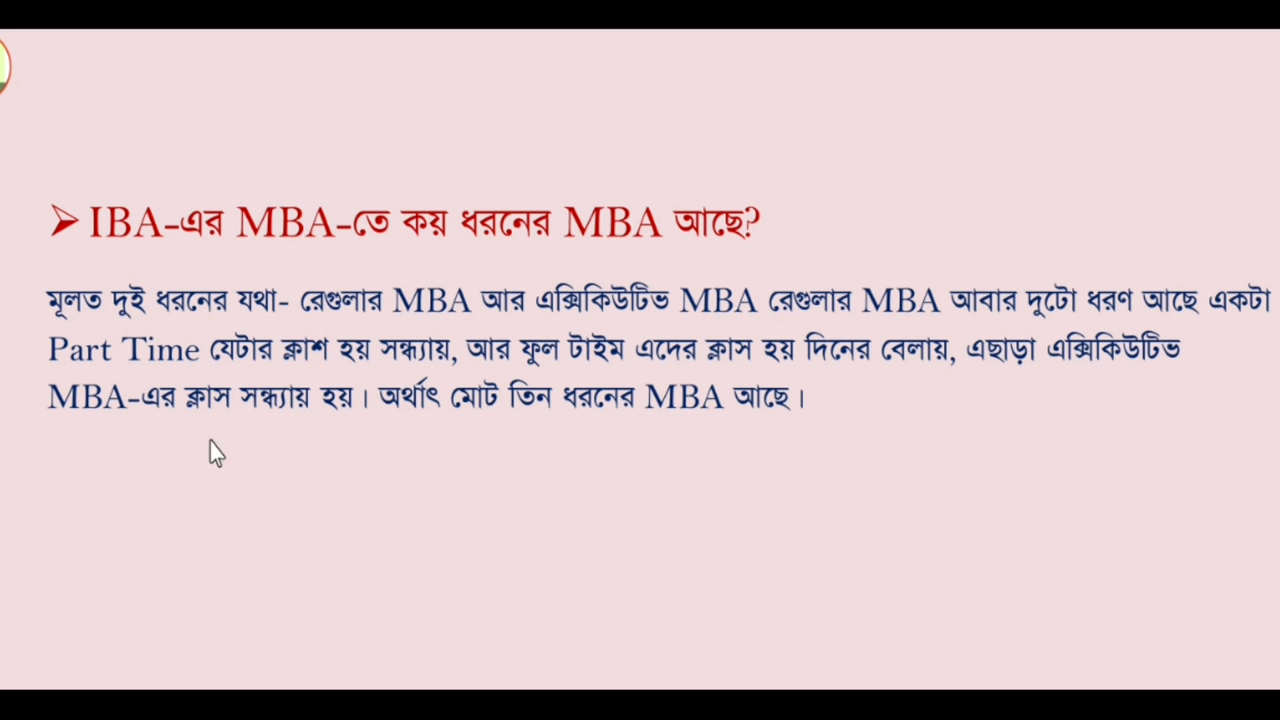 ➢ IBA-এর MBA-তে কয় ধরনের MBA আছে?
মূলত দুই ধরনের যথা- রেগুলার MBA আর এক্সিকিউটিভ MBA রেগুলার MBA আবার দুটো ধরণ আছে একটা
Part Time যেটার ক্লাশ হয় সন্ধ্যায়, আর ফুল টাইম এদের ক্লাস হয় দিনের বেলায়, এছাড়া এক্সিকিউটিভ
MBA-এর ক্লাস সন্ধ্যায় হয়। অর্থাৎ মোট তিন ধরনের MBA আছে।